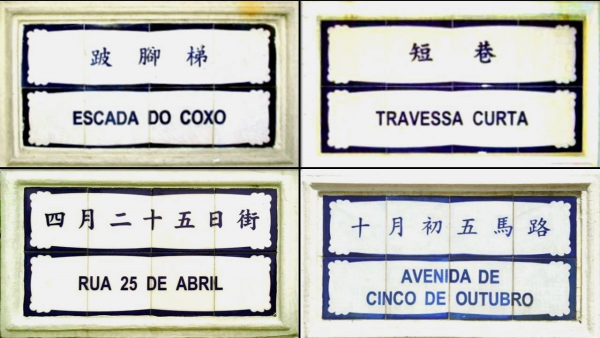 跛腳梯
ESCADA DO COXO
短巷
TRAVESSA CURTA
四月二十五日街
RUA 25 DE ABRIL
十月初五馬路
AVENIDA DE
CINCO DE OUTUBRO